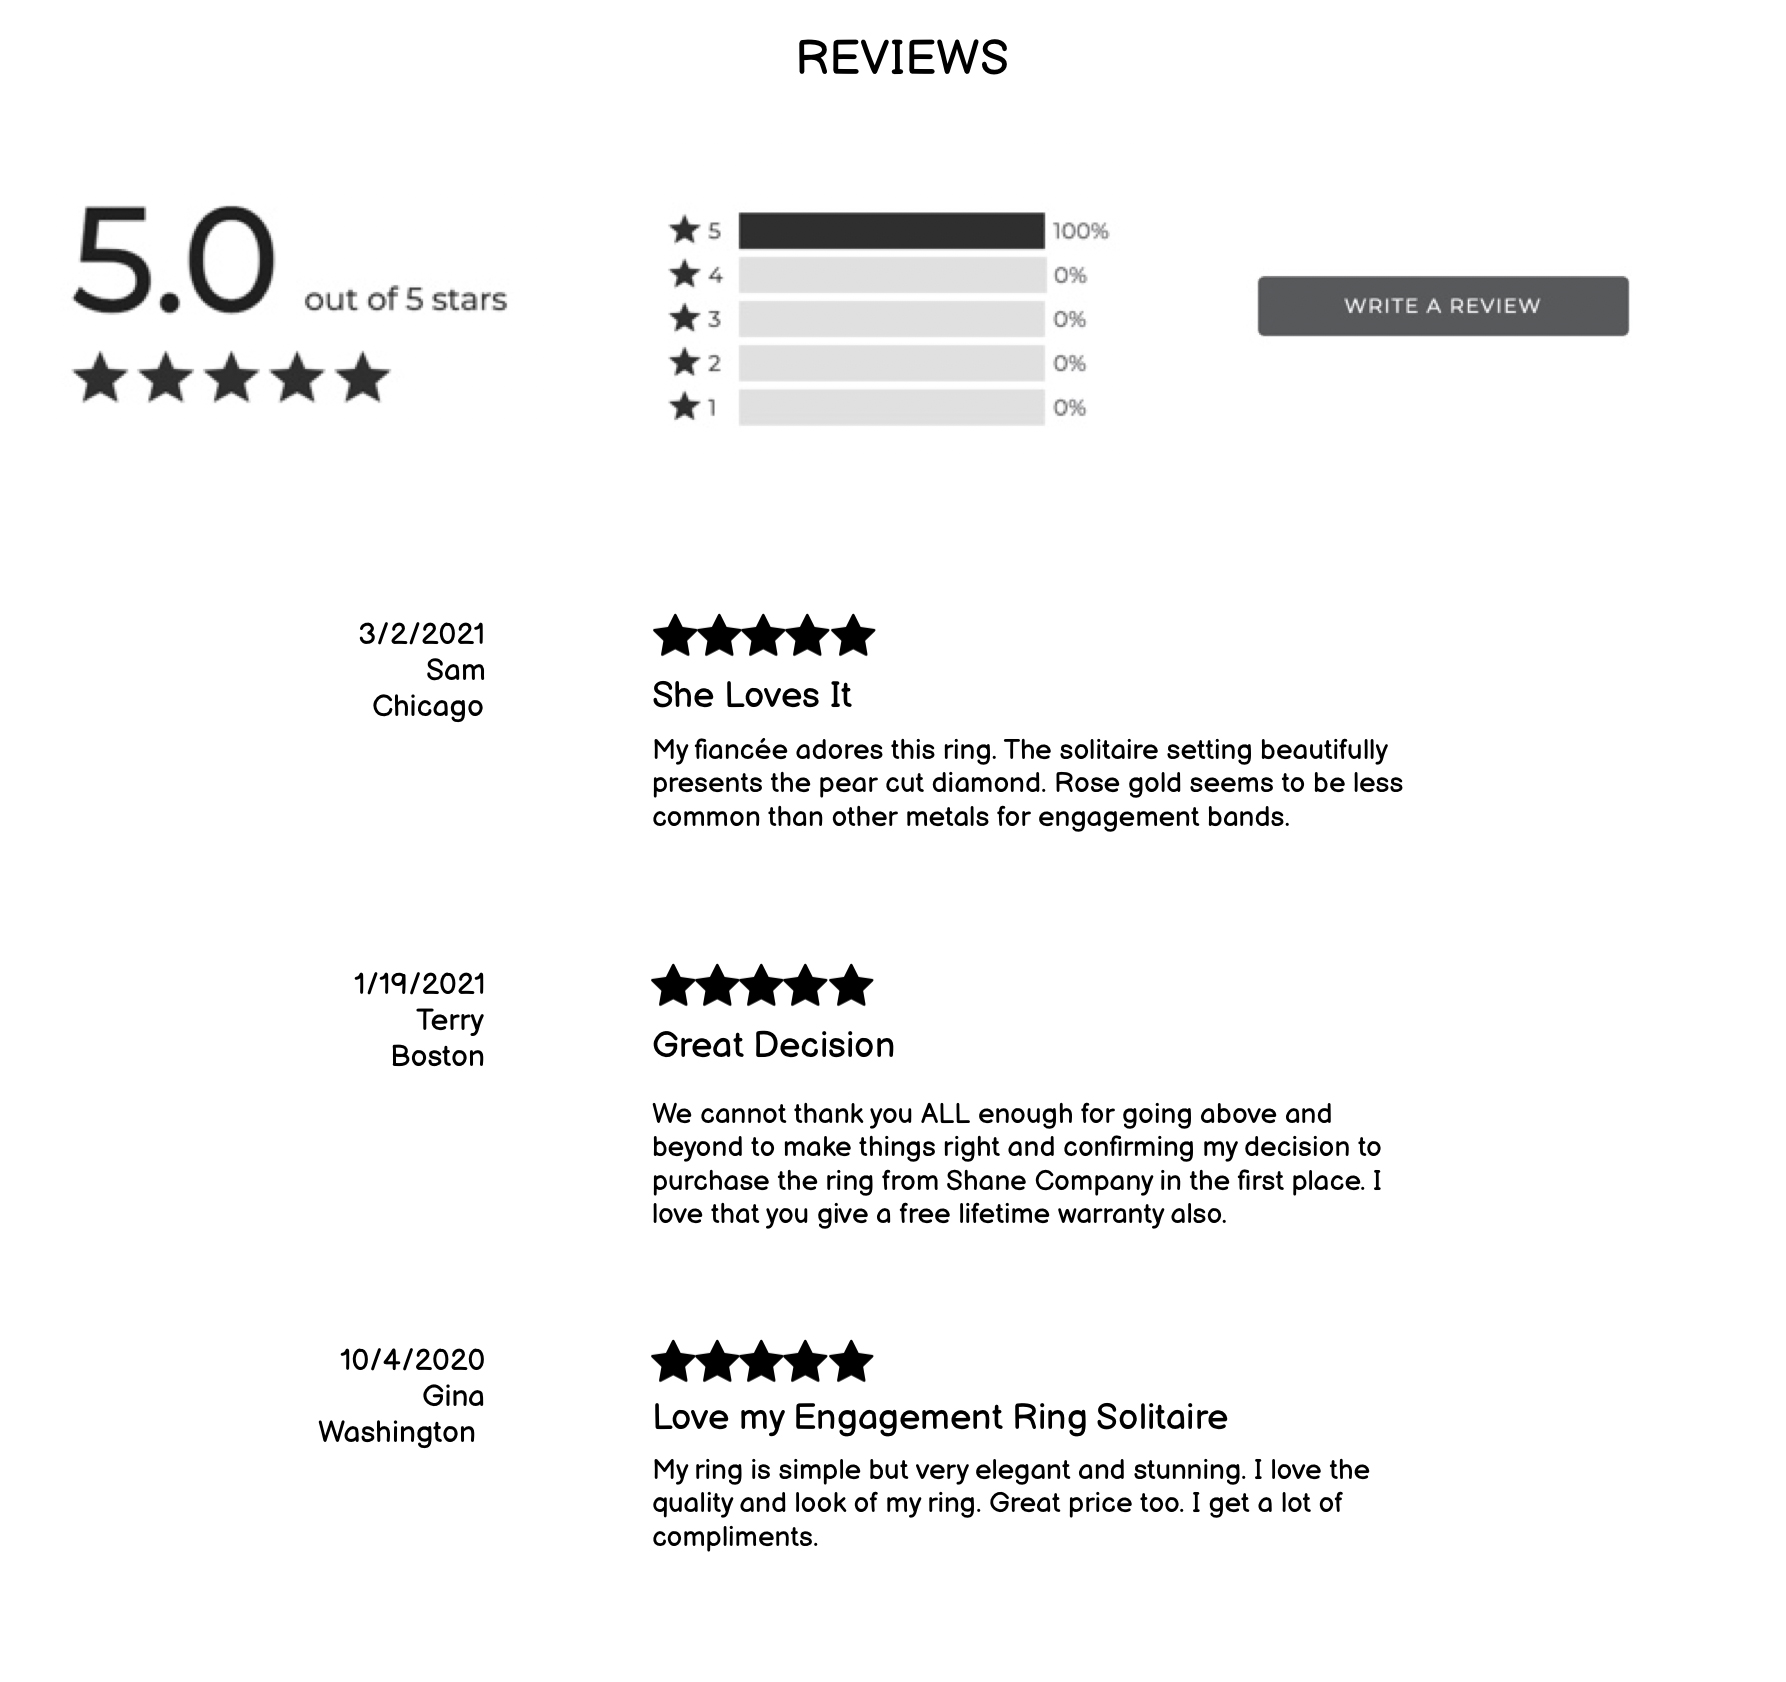 REVIEWS
5.0 out of 5 stars
5 100%
4 0%
3 0%
2 0%
1 0%
WRITE A REVIEW
3/2/2021
Sam
Chicago
She Loves It
My fiancée adores this ring. The solitaire setting beautifully
presents the pear cut diamond. Rose gold seems to be less
common than other metals for engagement bands.
1/19/2021
Terry
Boston
Great Decision
We cannot thank you ALL enough for going above and
beyond to make things right and confirming my decision to
purchase the ring from Shane Company in the first place. I
love that you give a free lifetime warranty also.
10/4/2020
Gina
Washington
Love my Engagement Ring Solitaire
My ring is simple but very elegant and stunning. I love the
quality and look of my ring. Great price too. I get a lot of
compliments.